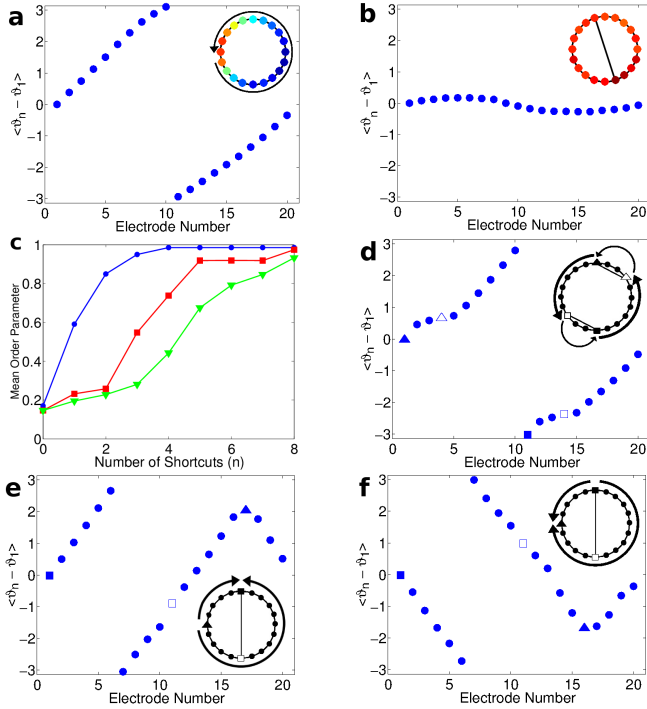 a
b
3
2
1
0
−1
−2
−3
<ϑn − ϑ1>
0 5 10 15 20
Electrode Number
3
2
1
0
−1
−2
−3
<ϑn − ϑ1>
0 5 10 15 20
Electrode Number
c
d
1
0.8
0.6
0.4
0.2
0
Mean Order Parameter
0 2 4 6 8
Number of Shortcuts (n)
3
2
1
0
−1
−2
−3
<ϑn − ϑ1>
0 5 10 15 20
Electrode Number
e
f
3
2
1
0
−1
−2
−3
<ϑn − ϑ1>
0 5 10 15 20
Electrode Number
3
2
1
0
−1
−2
−3
<ϑn − ϑ1>
0 5 10 15 20
Electrode Number